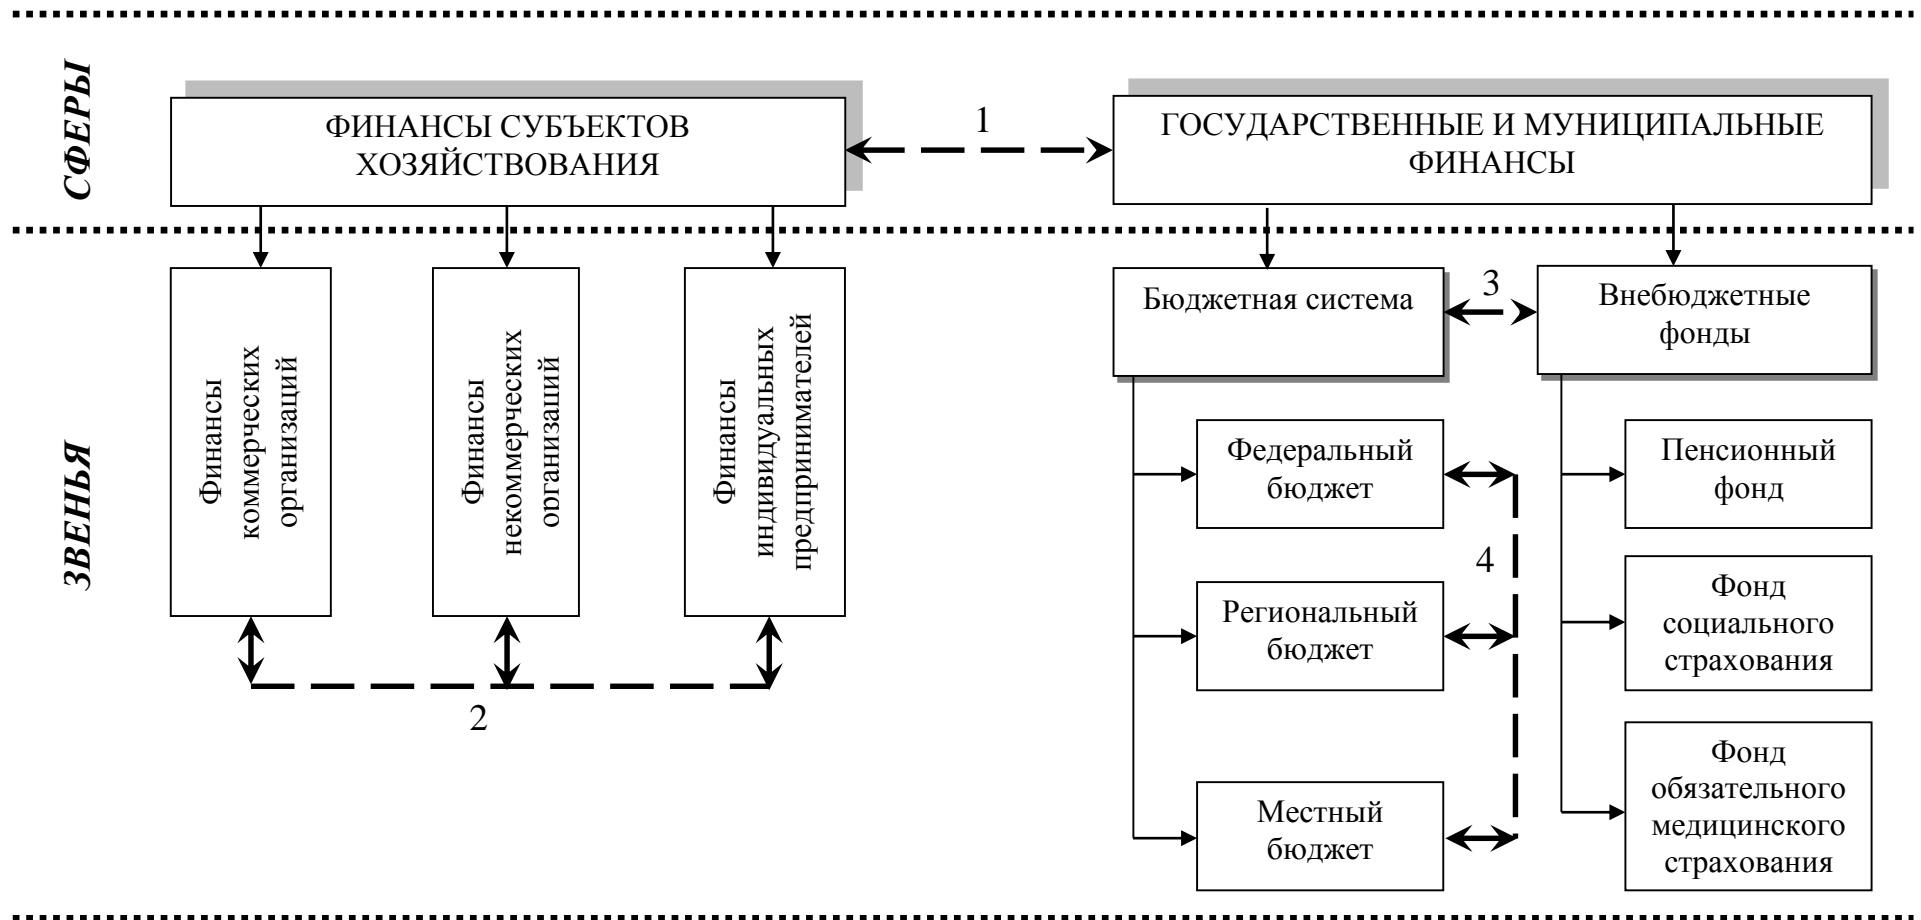 СФЕРЫ
ФИНАНСЫ СУБЪЕКТОВ
ХОЗЯЙСТВОВАНИЯ
1
ГОСУДАРСТВЕННЫЕ И МУНИЦИПАЛЬНЫЕ
ФИНАНСЫ
ЗВЕНЬЯ
Финансы
коммерческих
организаций
Финансы
некоммерческих
организаций
Финансы
индивидуальных
предпринимателей
2
Бюджетная система
3
Внебюджетные
фонды
Федеральный
бюджет
Региональный
бюджет
Местный
бюджет
4
Пенсионный
фонд
Фонд
социального
страхования
Фонд
обязательного
медицинского
страхования